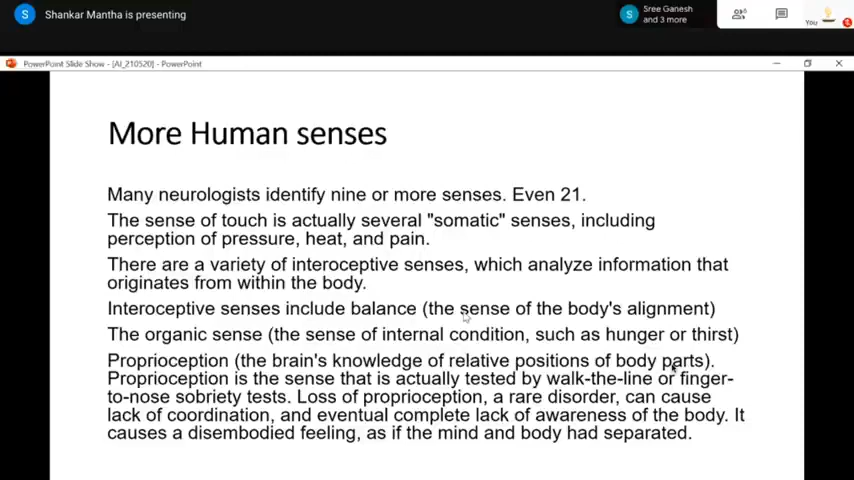 Shankar Mantha is presenting
Sree Ganesh
and 3 more
You
PowerPoint Slide Show - [AI_210520] - PowerPoint
More Human senses
Many neurologists identify nine or more senses. Even 21.
The sense of touch is actually several "somatic" senses, including
perception of pressure, heat, and pain.
There are a variety of interoceptive senses, which analyze information that
originates from within the body.
Interoceptive senses include balance (the sense of the body's alignment)
The organic sense (the sense of internal condition, such as hunger or thirst)
Proprioception (the brain's knowledge of relative positions of body parts).
Proprioception is the sense that is actually tested by walk-the-line or finger-
to-nose sobriety tests. Loss of proprioception, a rare disorder, can cause
lack of coordination, and eventual complete lack of awareness of the body. It
causes a disembodied feeling, as if the mind and body had separated.